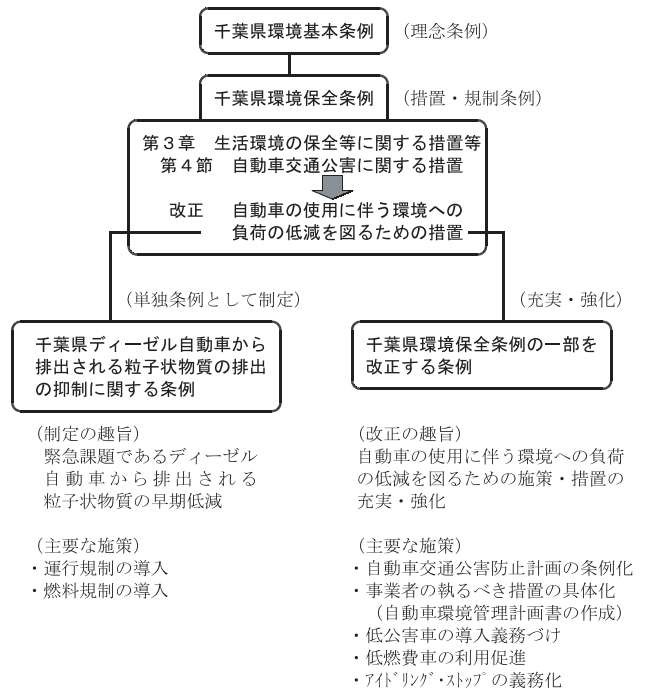 千葉県環境基本条例 （理念条例）
千葉県環境保全条例 （措置・規制条例）
第３章　生活環境の保全等に関する措置等
第４節　自動車交通公害に関する措置
改正　自動車の使用に伴う環境への
負荷の低減を図るための措置
（単独条例として制定）
千葉県ディーゼル自動車から
排出される粒子状物質の排出
の抑制に関する条例
（制定の趣旨）
緊急課題であるディーゼル
自動車から排出される
粒子状物質の早期低減
（主要な施策）
・運行規制の導入
・燃料規制の導入
（充実・強化）
千葉県環境保全条例の一部を
改正する条例
（改正の趣旨）
自動車の使用に伴う環境への負荷
の低減を図るための施策・措置の
充実・強化
（主要な施策）
・自動車交通公害防止計画の条例化
・事業者の執るべき措置の具体化
（自動車環境管理計画書の作成）
・低公害車の導入義務づけ
・低燃費車の利用促進
・ｱｲﾄﾞﾘﾝｸﾞ･ｽﾄｯﾌﾟの義務化